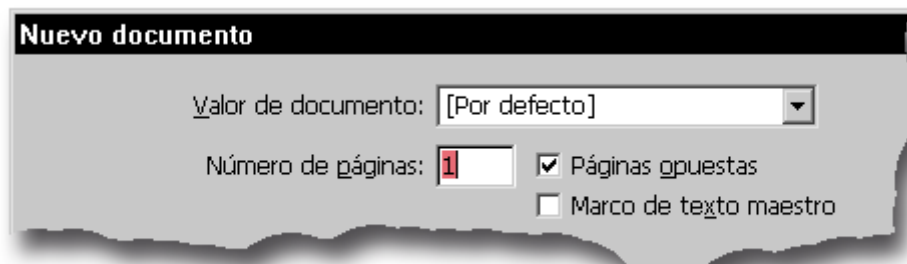 Nuevo documento
Valor de documento: [Por defecto]
Número de páginas: 1 Páginas opuestas
Marco de texto maestro